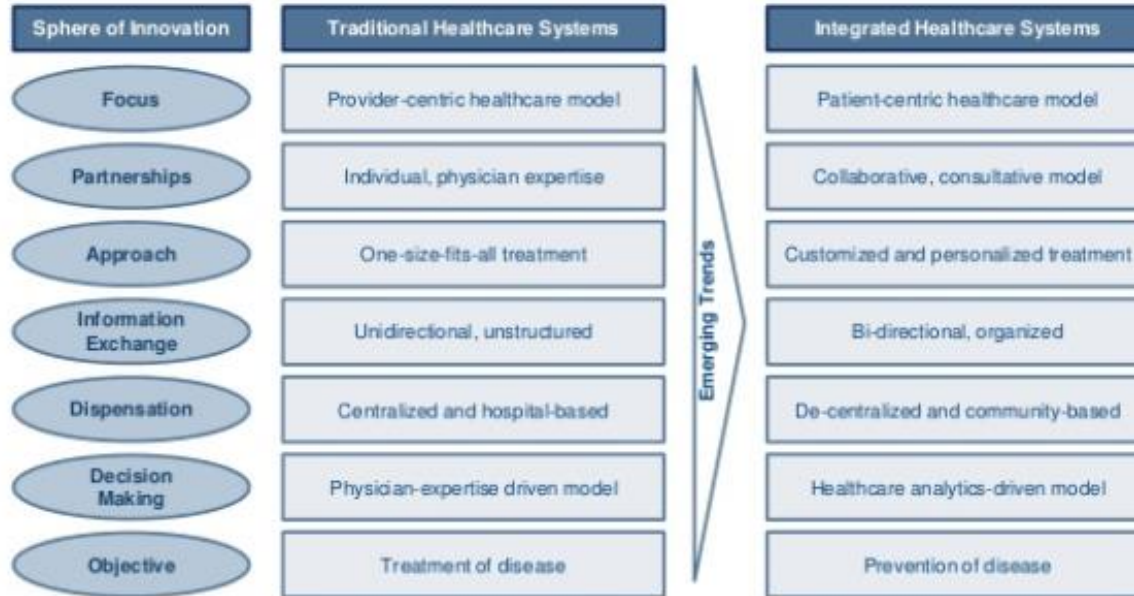 Sphere of Innovation
Traditional Healthcare Systems
Integrated Healthcare Systems
Focus
Provider-centric healthcare model
Patient-centric healthcare model
Partnerships
Individual, physician expertise
Collaborative, consultative model
Approach
One-size-fits-all treatment
Customized and personalized treatment
Information
Exchange
Unidirectional, unstructured
Bi-directional, organized
Dispensation
Centralized and hospital-based
De-centralized and community-based
Decision
Making
Physician-expertise driven model
Healthcare analytics-driven model
Objective
Treatment of disease
Prevention of disease
Emerging Trends